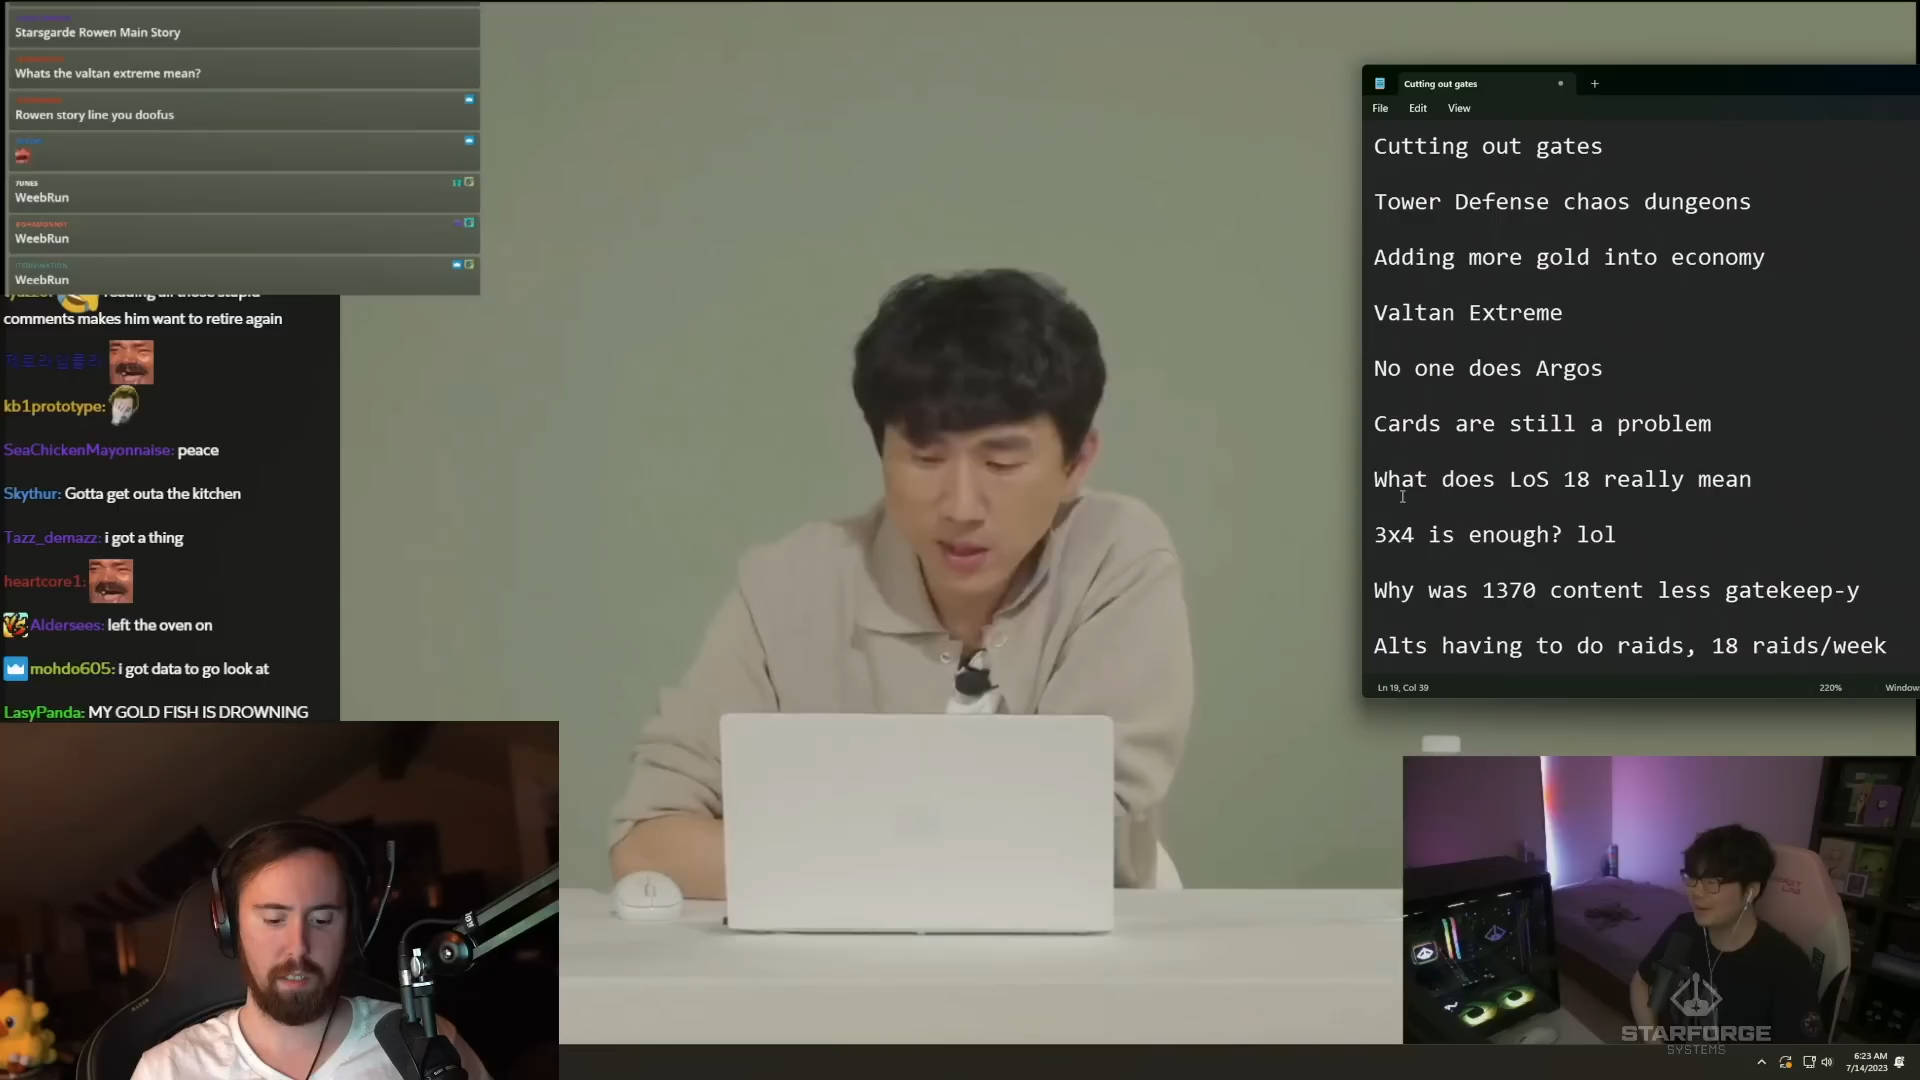 Starsgarde Rowen Main Story
Whats the valtan extreme mean?
Rowen story line you doofus
7UNES
WeebRun
WeebRun
WeebRun
reading all those stupid
comments makes him want to retire again
kb1prototype:
SeaChickenMayonnaise: peace
Skythur: Gotta get outa the kitchen
Tazz_demazz: i got a thing
heartcore1:
Aldersees: left the oven on
mohdo605: i got data to go look at
LasyPanda: MY GOLD FISH IS DROWNING
Cutting out gates
File Edit View
Cutting out gates
Tower Defense chaos dungeons
Adding more gold into economy
Valtan Extreme
No one does Argos
Cards are still a problem
What does LoS 18 really mean
3x4 is enough? lol
Why was 1370 content less gatekeep-y
Alts having to do raids, 18 raids/week
Ln 19, Col 39
220%
Window
STARFORGE
SYSTEMS
6:23 AM
7/14/2023